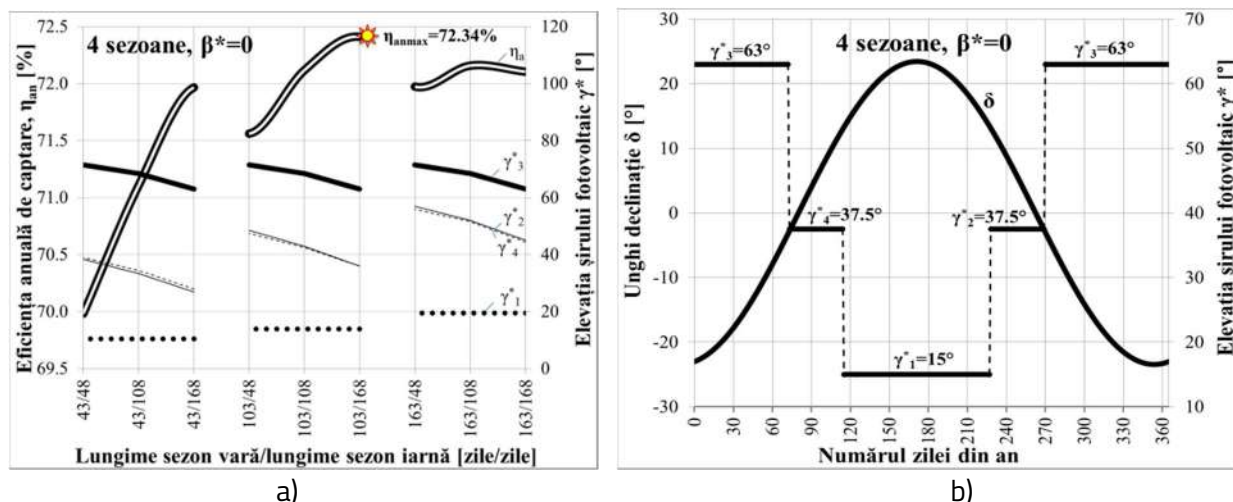 4 sezoane, β*=0
ηanmax=72.34%
ηa
γ*3
γ*2
γ*4
γ*1
Eficiența anuală de captare, ηan [%]
72.5
72.0
71.5
71.0
70.5
70.0
69.5
120
100
80
60
40
20
0
Elevația șirului fotovoltaic γ* [°]
43/48
43/108
43/168
103/48
103/108
103/168
163/48
163/108
103/168
Lungime sezon vară/lungime sezon iarnă [zile/zile]
a)
4 sezoane, β*=0
γ*3=63°
γ*3=63°
δ
γ*4=37.5°
γ*2=37.5°
γ*1=15°
Unghi declinație δ [°]
30
20
10
0
-10
-20
-30
70
60
50
40
30
20
10
Elevația sirului fotovoltaic γ* [°]
0
30
60
90
120
150
180
210
240
270
300
330
360
Numărul zilei din an
b)